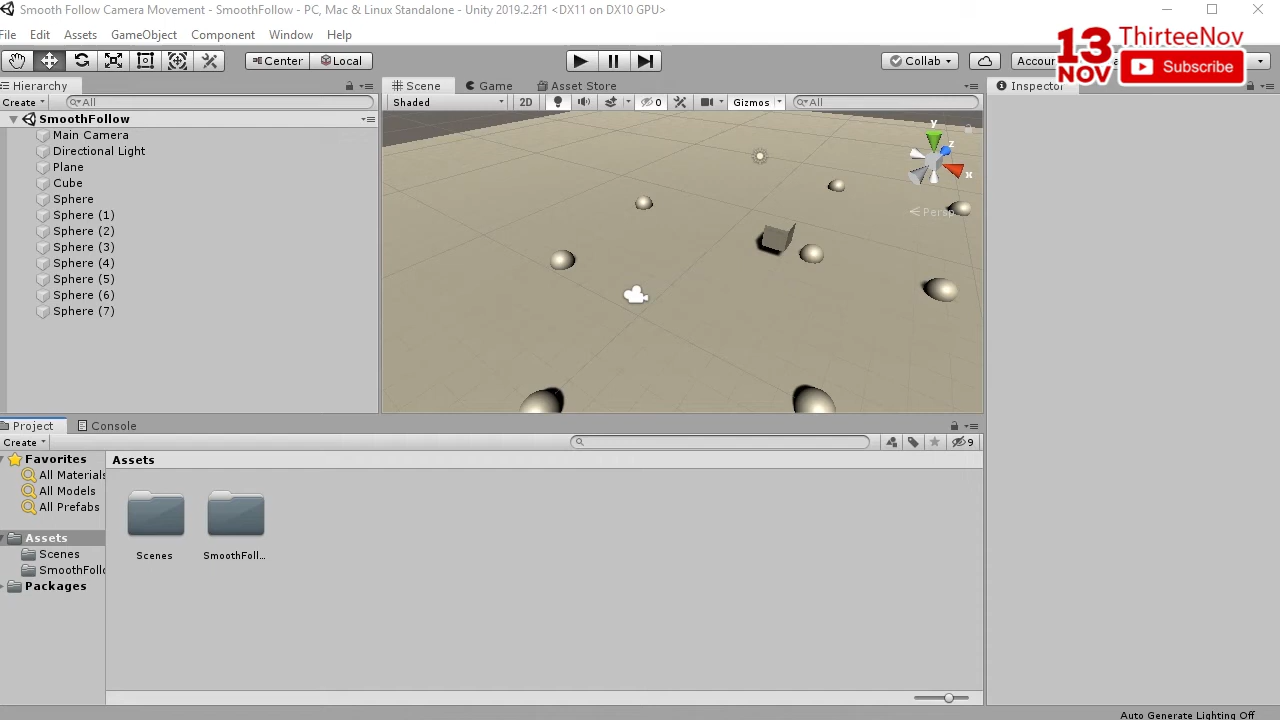 Smooth Follow Camera Movement - SmoothFollow - PC, Mac & Linux Standalone - Unity 2019.2.2f1 <DX11 on DX10 GPU>
File Edit Assets GameObject Component Window Help
13 NOV ThirteeNov
Subscribe
Center Local Collab Accou
Hierarchy Scene Game Asset Store Inspector
Create All Shaded 2D 0 Gizmos All
SmoothFollow
Main Camera
Directional Light
Plane
Cube
Sphere
Sphere (1)
Sphere (2)
Sphere (3)
Sphere (4)
Sphere (5)
Sphere (6)
Sphere (7)
y
z
x
Persp
Project Console
Create 9
Favorites
All Materials
All Models
All Prefabs
Assets
Scenes
SmoothFollo
Packages
Assets
Scenes SmoothFoll...
Auto Generate Lighting Off